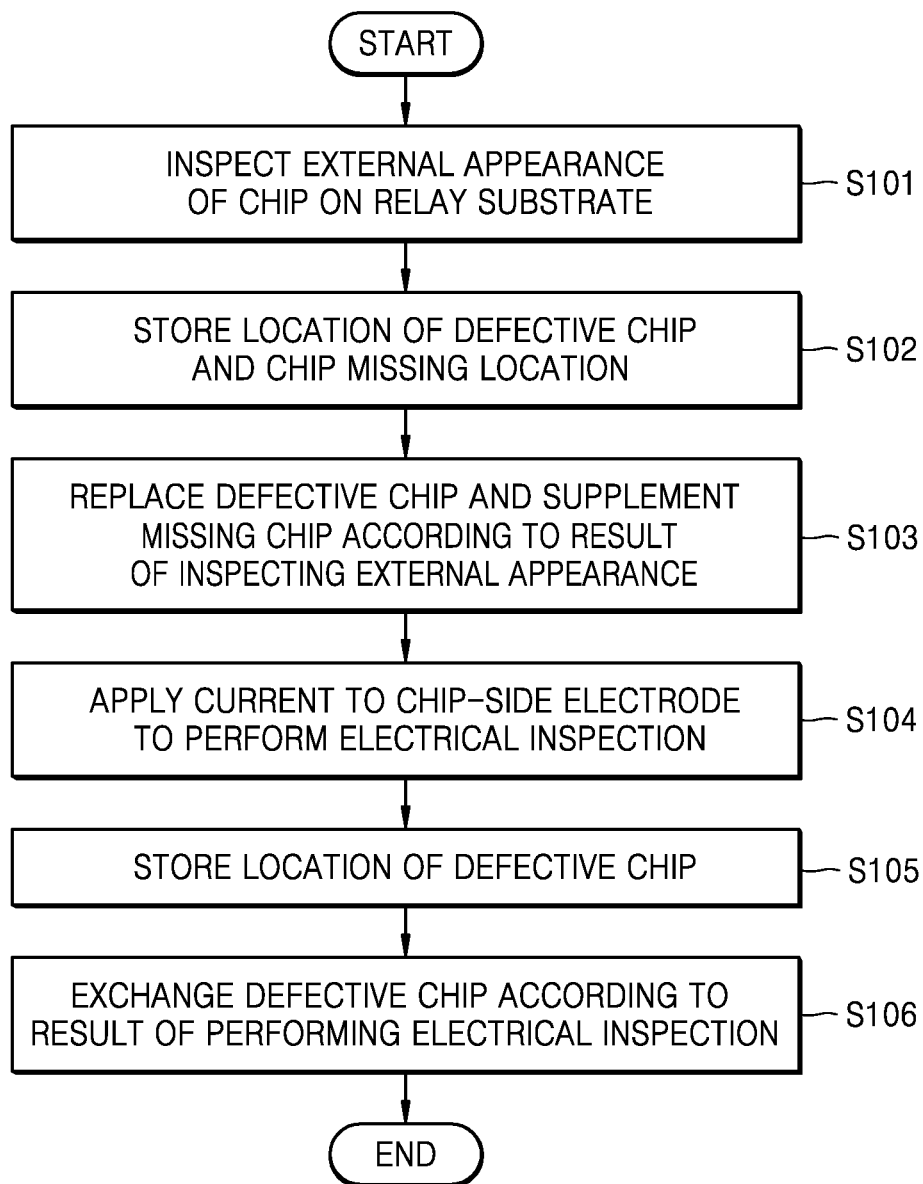 START
INSPECT EXTERNAL APPEARANCE
OF CHIP ON RELAY SUBSTRATE
S101
STORE LOCATION OF DEFECTIVE CHIP
AND CHIP MISSING LOCATION
S102
REPLACE DEFECTIVE CHIP AND SUPPLEMENT
MISSING CHIP ACCORDING TO RESULT
OF INSPECTING EXTERNAL APPEARANCE
S103
APPLY CURRENT TO CHIP-SIDE ELECTRODE
TO PERFORM ELECTRICAL INSPECTION
S104
STORE LOCATION OF DEFECTIVE CHIP
S105
EXCHANGE DEFECTIVE CHIP ACCORDING TO
RESULT OF PERFORMING ELECTRICAL INSPECTION
S106
END